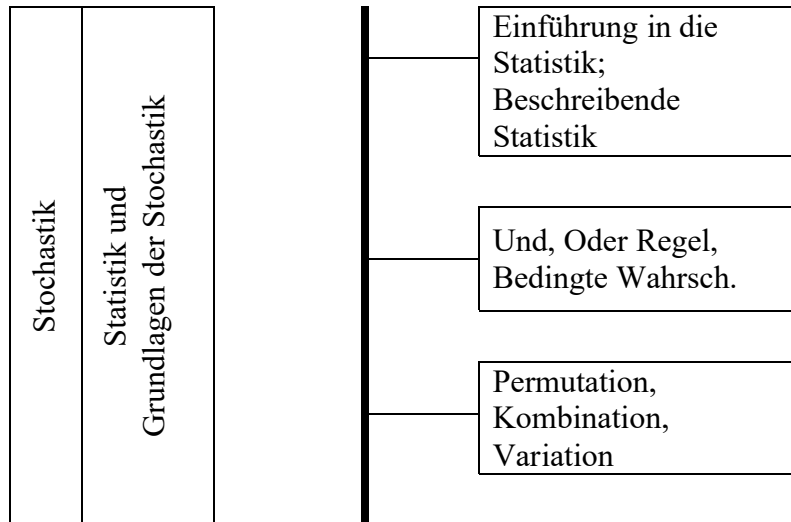 Stochastik
Statistik und
Grundlagen der Stochastik
Einführung in die
Statistik;
Beschreibende
Statistik
Und, Oder Regel,
Bedingte Wahrsch.
Permutation,
Kombination,
Variation